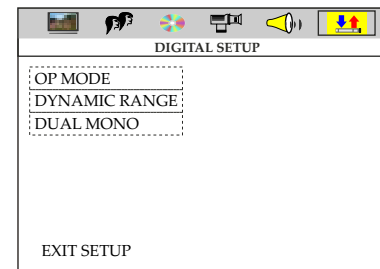 DIGITAL SETUP
OP MODE
DYNAMIC RANGE
DUAL MONO
EXIT SETUP